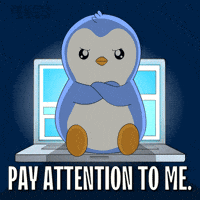 PAY ATTENTION TO ME.